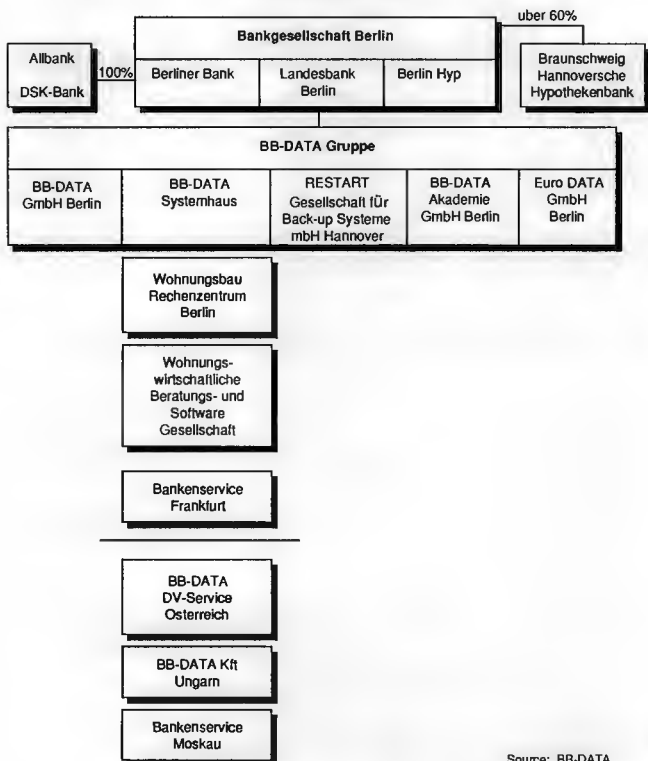 uber 60%
Bankgesellschaft Berlin
Allbank
DSK-Bank
100%
Berliner Bank
Landesbank
Berlin
Berlin Hyp
Braunschweig
Hannoversche
Hypothekenbank
BB-DATA Gruppe
BB-DATA
GmbH Berlin
BB-DATA
Systemhaus
RESTART
Gesellschaft für
Back-up Systeme
mbH Hannover
BB-DATA
Akademie
GmbH Berlin
Euro DATA
GmbH
Berlin
Wohnungsbau
Rechenzentrum
Berlin
Wohnungs-
wirtschaftliche
Beratungs- und
Software
Gesellschaft
Bankenservice
Frankfurt
BB-DATA
DV-Service
Osterreich
BB-DATA Kft
Ungarn
Bankenservice
Moskau
Source: BB-DATA